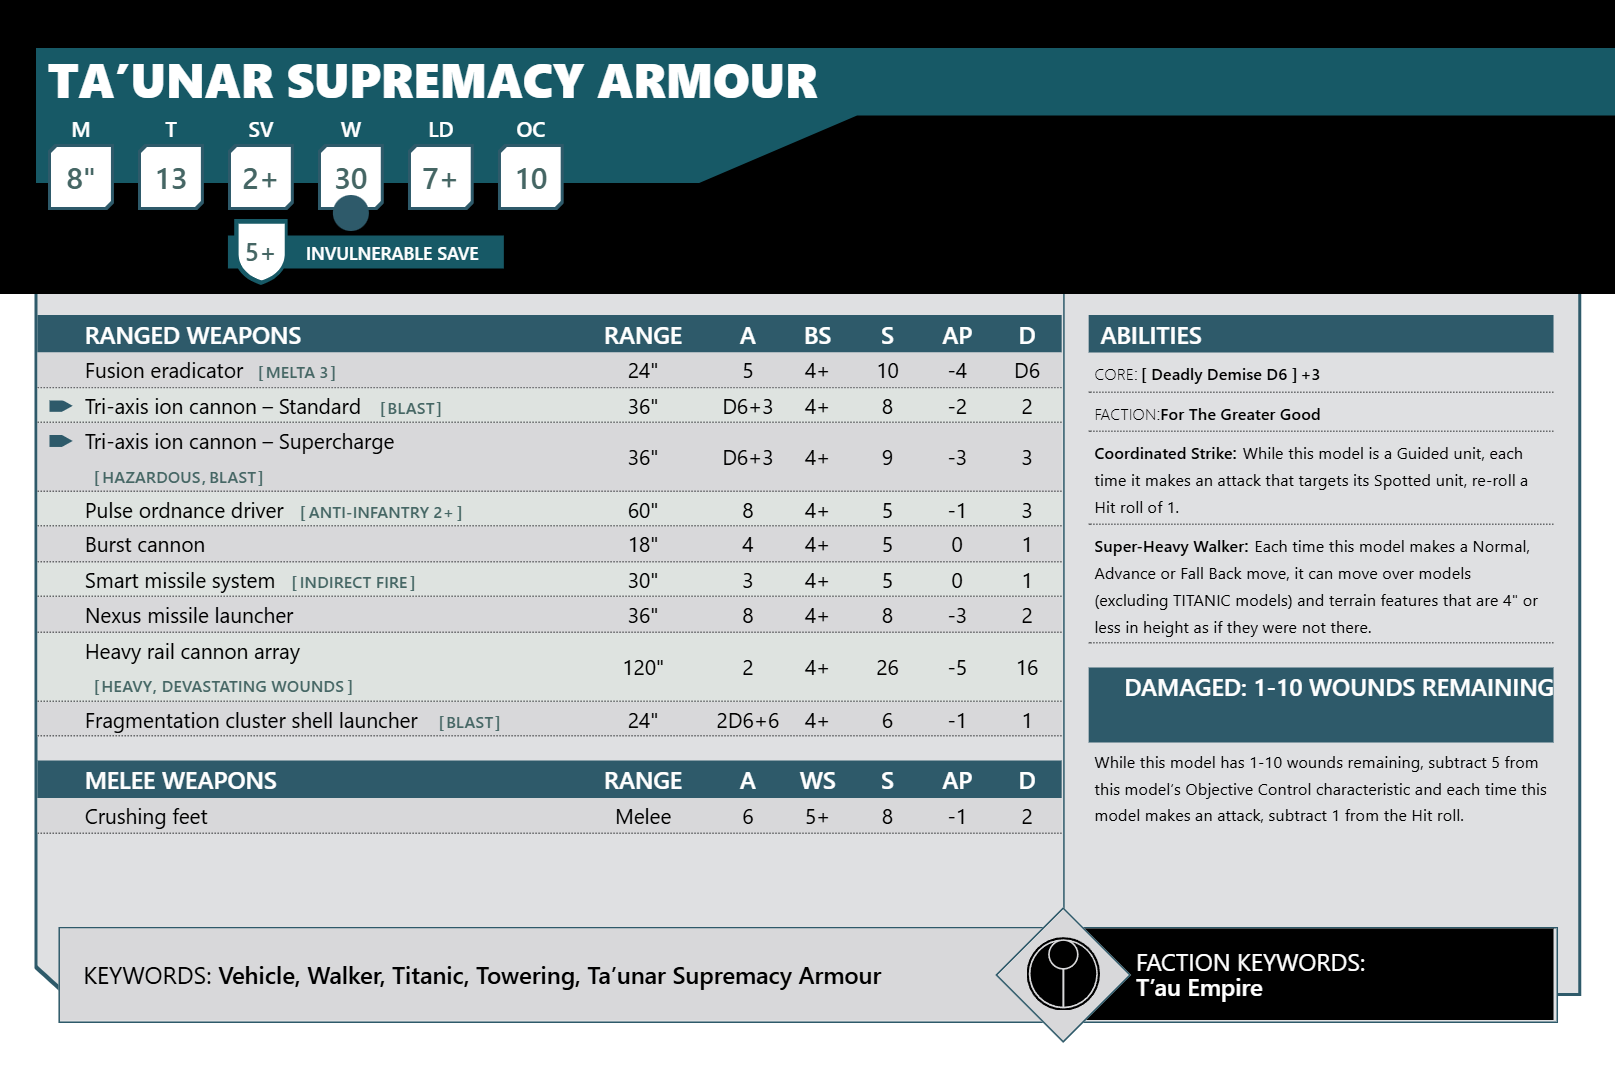 TA’UNAR SUPREMACY ARMOUR
M T SV W LD OC
8" 13 2+ 30 7+ 10
5+ INVULNERABLE SAVE
RANGED WEAPONS RANGE A BS S AP D
Fusion eradicator [MELTA 3] 24" 5 4+ 10 -4 D6
Tri-axis ion cannon – Standard [BLAST] 36" D6+3 4+ 8 -2 2
Tri-axis ion cannon – Supercharge
[HAZARDOUS, BLAST] 36" D6+3 4+ 9 -3 3
Pulse ordnance driver [ANTI-INFANTRY 2+] 60" 8 4+ 5 -1 3
Burst cannon 18" 4 4+ 5 0 1
Smart missile system [INDIRECT FIRE] 30" 3 4+ 5 0 1
Nexus missile launcher 36" 8 4+ 8 -3 2
Heavy rail cannon array
[HEAVY, DEVASTATING WOUNDS] 120" 2 4+ 26 -5 16
Fragmentation cluster shell launcher [BLAST] 24" 2D6+6 4+ 6 -1 1
MELEE WEAPONS RANGE A WS S AP D
Crushing feet Melee 6 5+ 8 -1 2
ABILITIES
CORE: [ Deadly Demise D6 ] +3
FACTION:For The Greater Good
Coordinated Strike: While this model is a Guided unit, each
time it makes an attack that targets its Spotted unit, re-roll a
Hit roll of 1.
Super-Heavy Walker: Each time this model makes a Normal,
Advance or Fall Back move, it can move over models
(excluding TITANIC models) and terrain features that are 4" or
less in height as if they were not there.
DAMAGED: 1-10 WOUNDS REMAINING
While this model has 1-10 wounds remaining, subtract 5 from
this model’s Objective Control characteristic and each time this
model makes an attack, subtract 1 from the Hit roll.
KEYWORDS: Vehicle, Walker, Titanic, Towering, Ta’unar Supremacy Armour
FACTION KEYWORDS:
T’au Empire